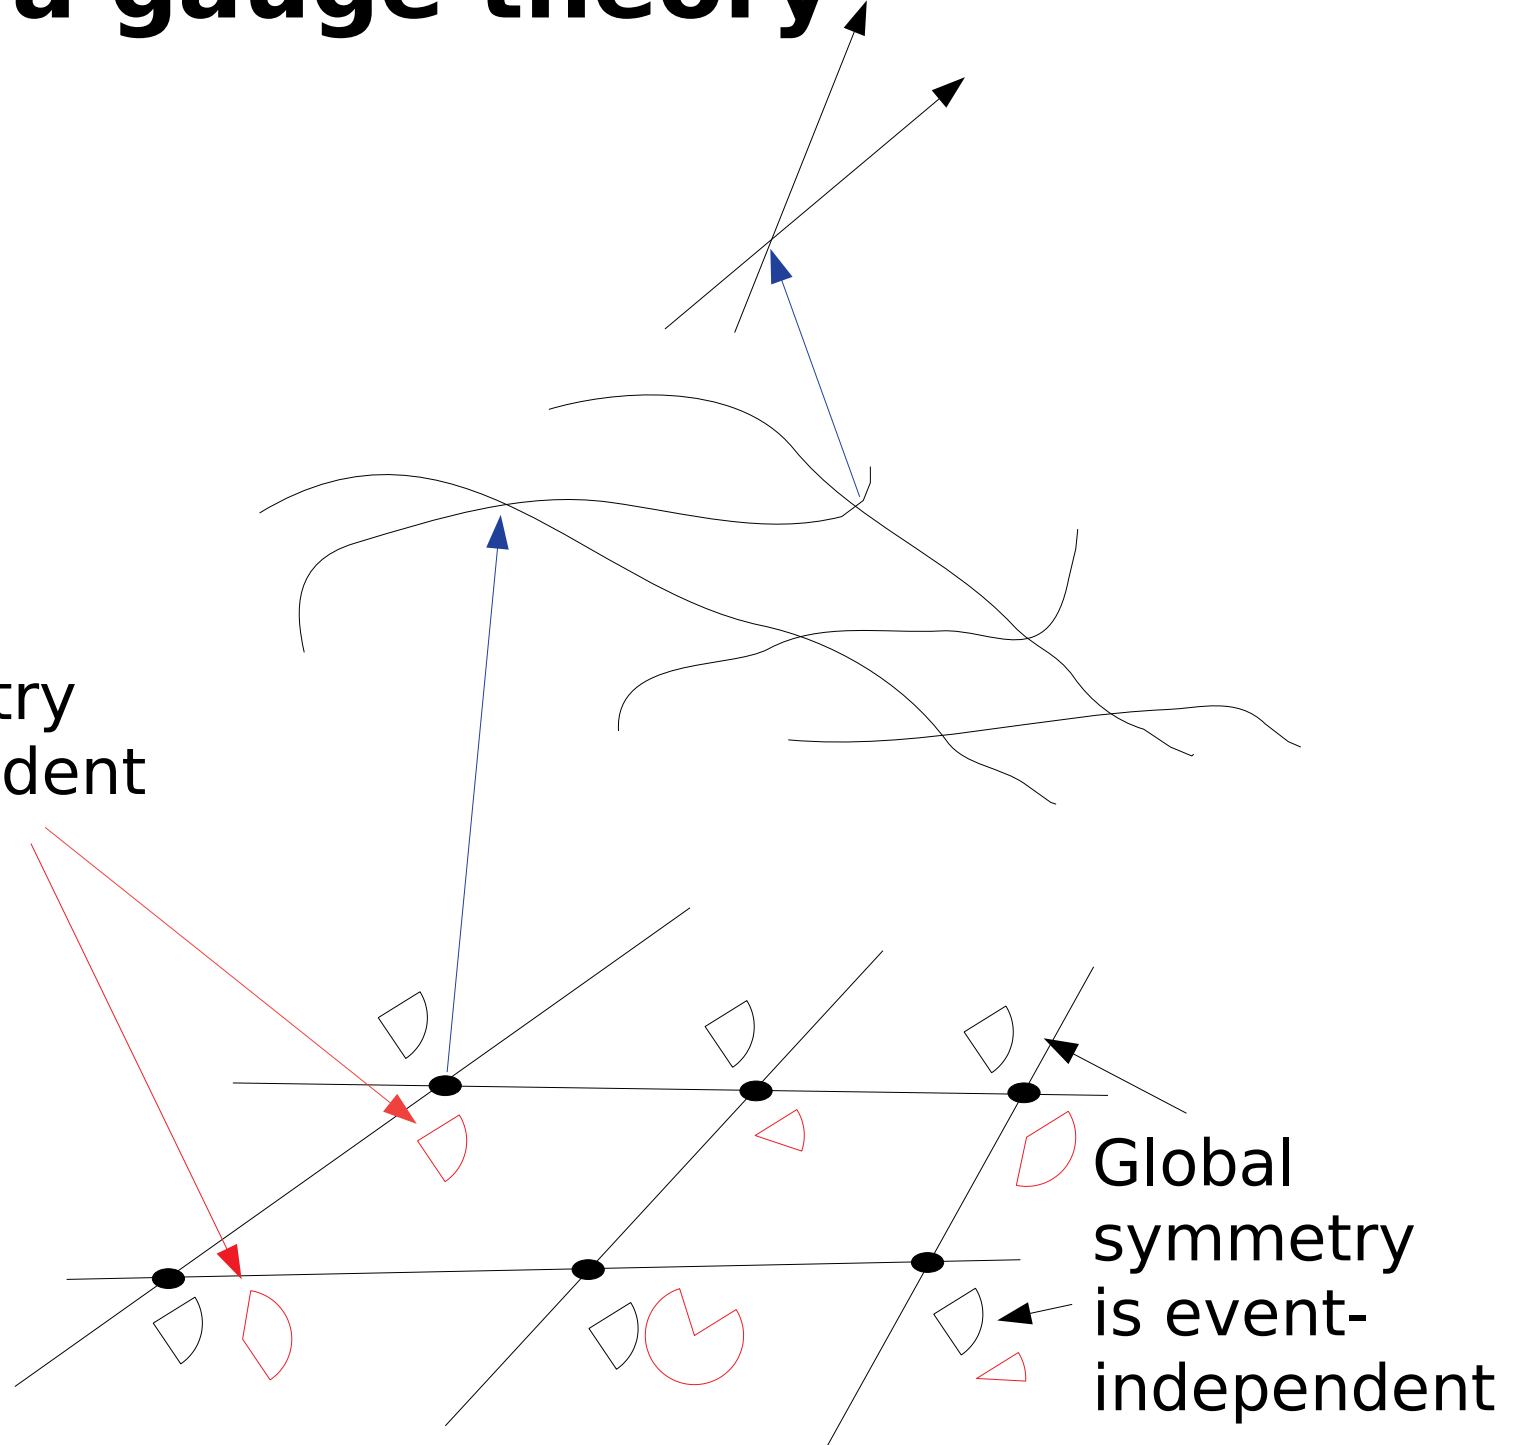 a gauge theory
try
dent
Global
symmetry
is event-
independent